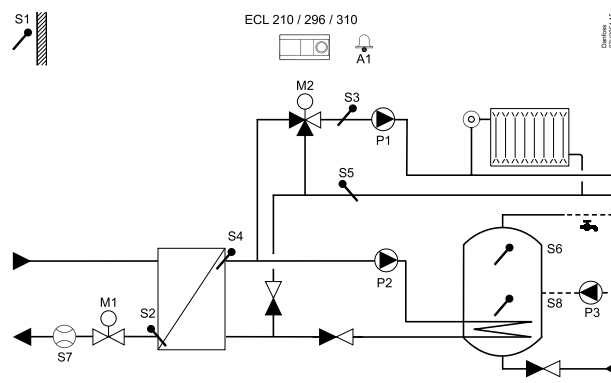 S1
ECL 210 / 296 / 310
A1
Danfoss
M2
S3
P1
S5
S4
S6
P2
S8
P3
M1
S2
S7